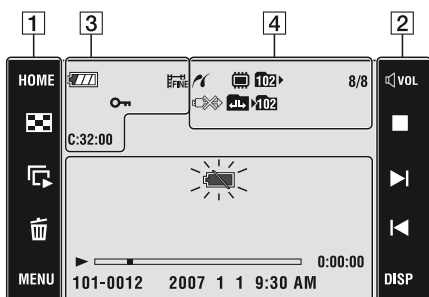 1 3 4 2
HOME FINE 102 8/8 VOL
102
C:32:00
0:00:00
MENU 101-0012 2007 1 1 9:30 AM DISP